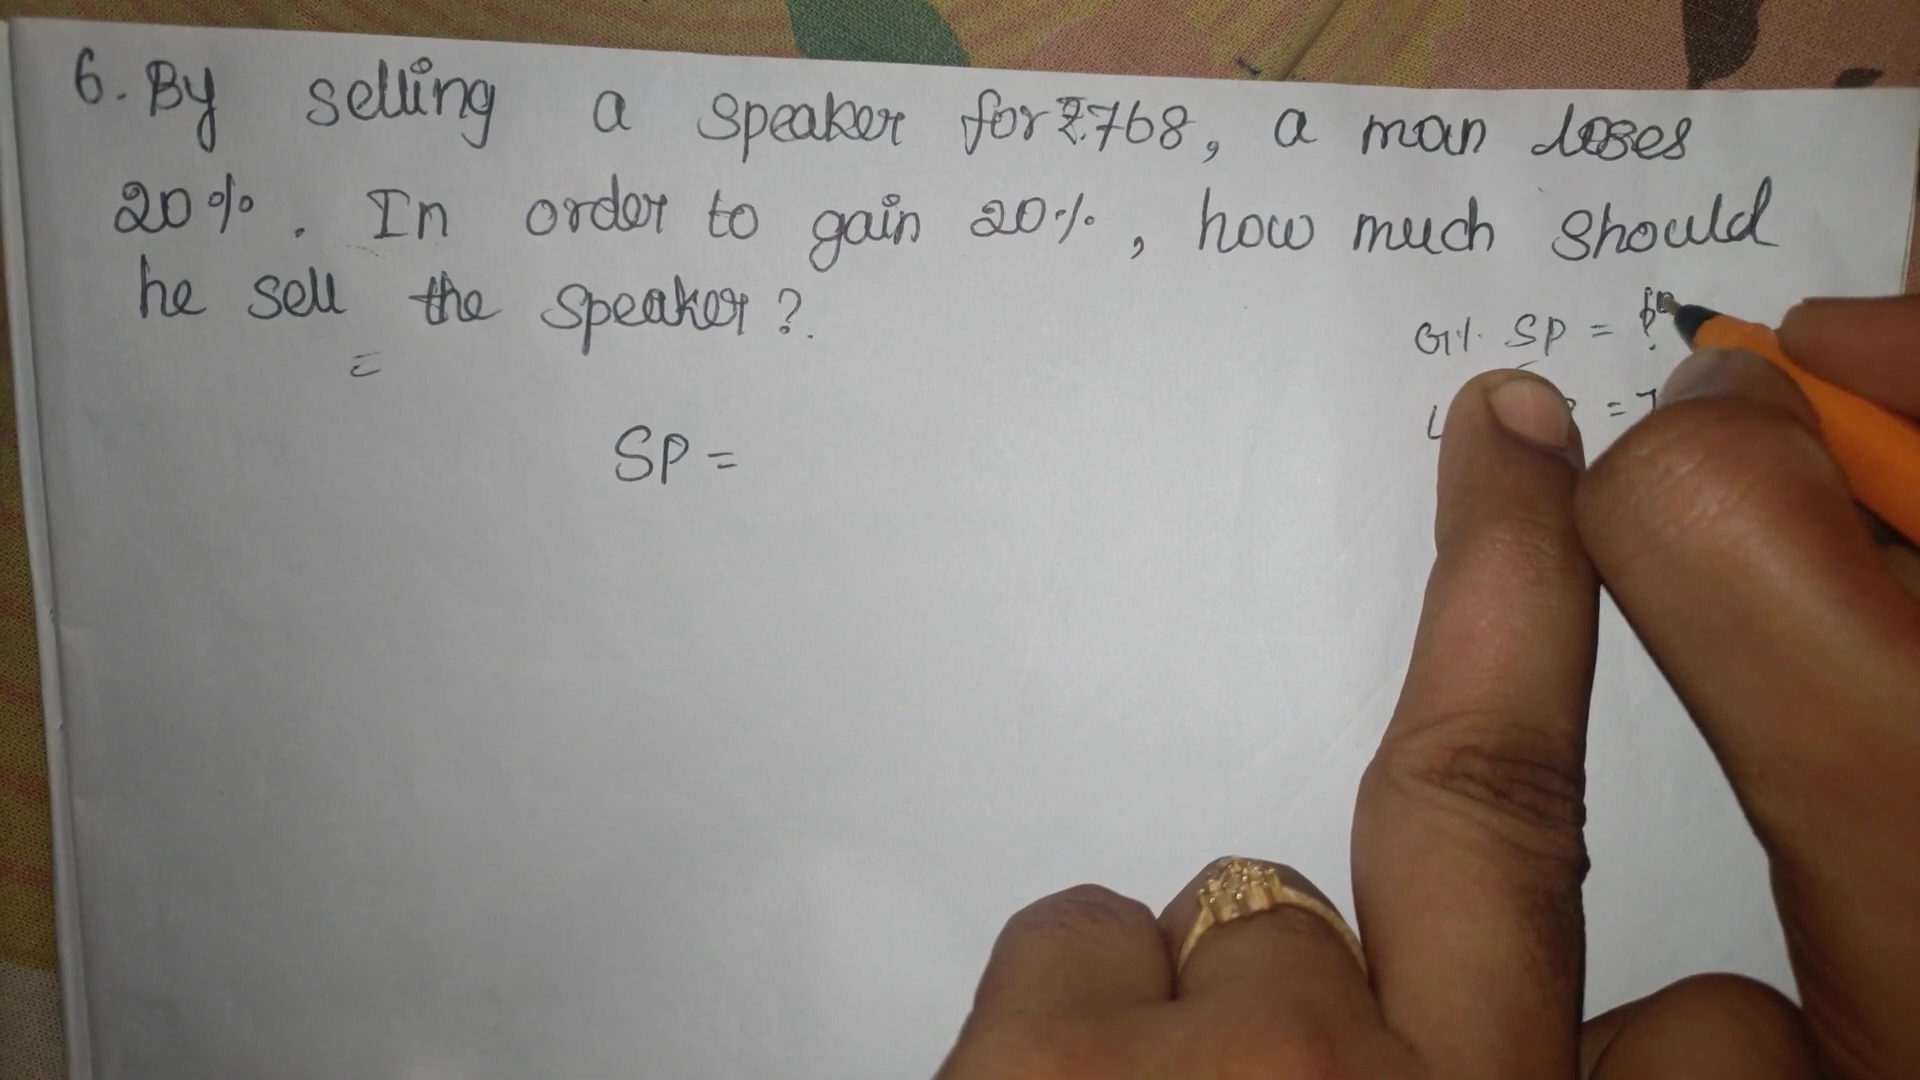 6. By selling a speaker for ₹768, a man loses
20%. In order to gain 20%, how much should
he sell the speaker?.
G% SP =
SP =